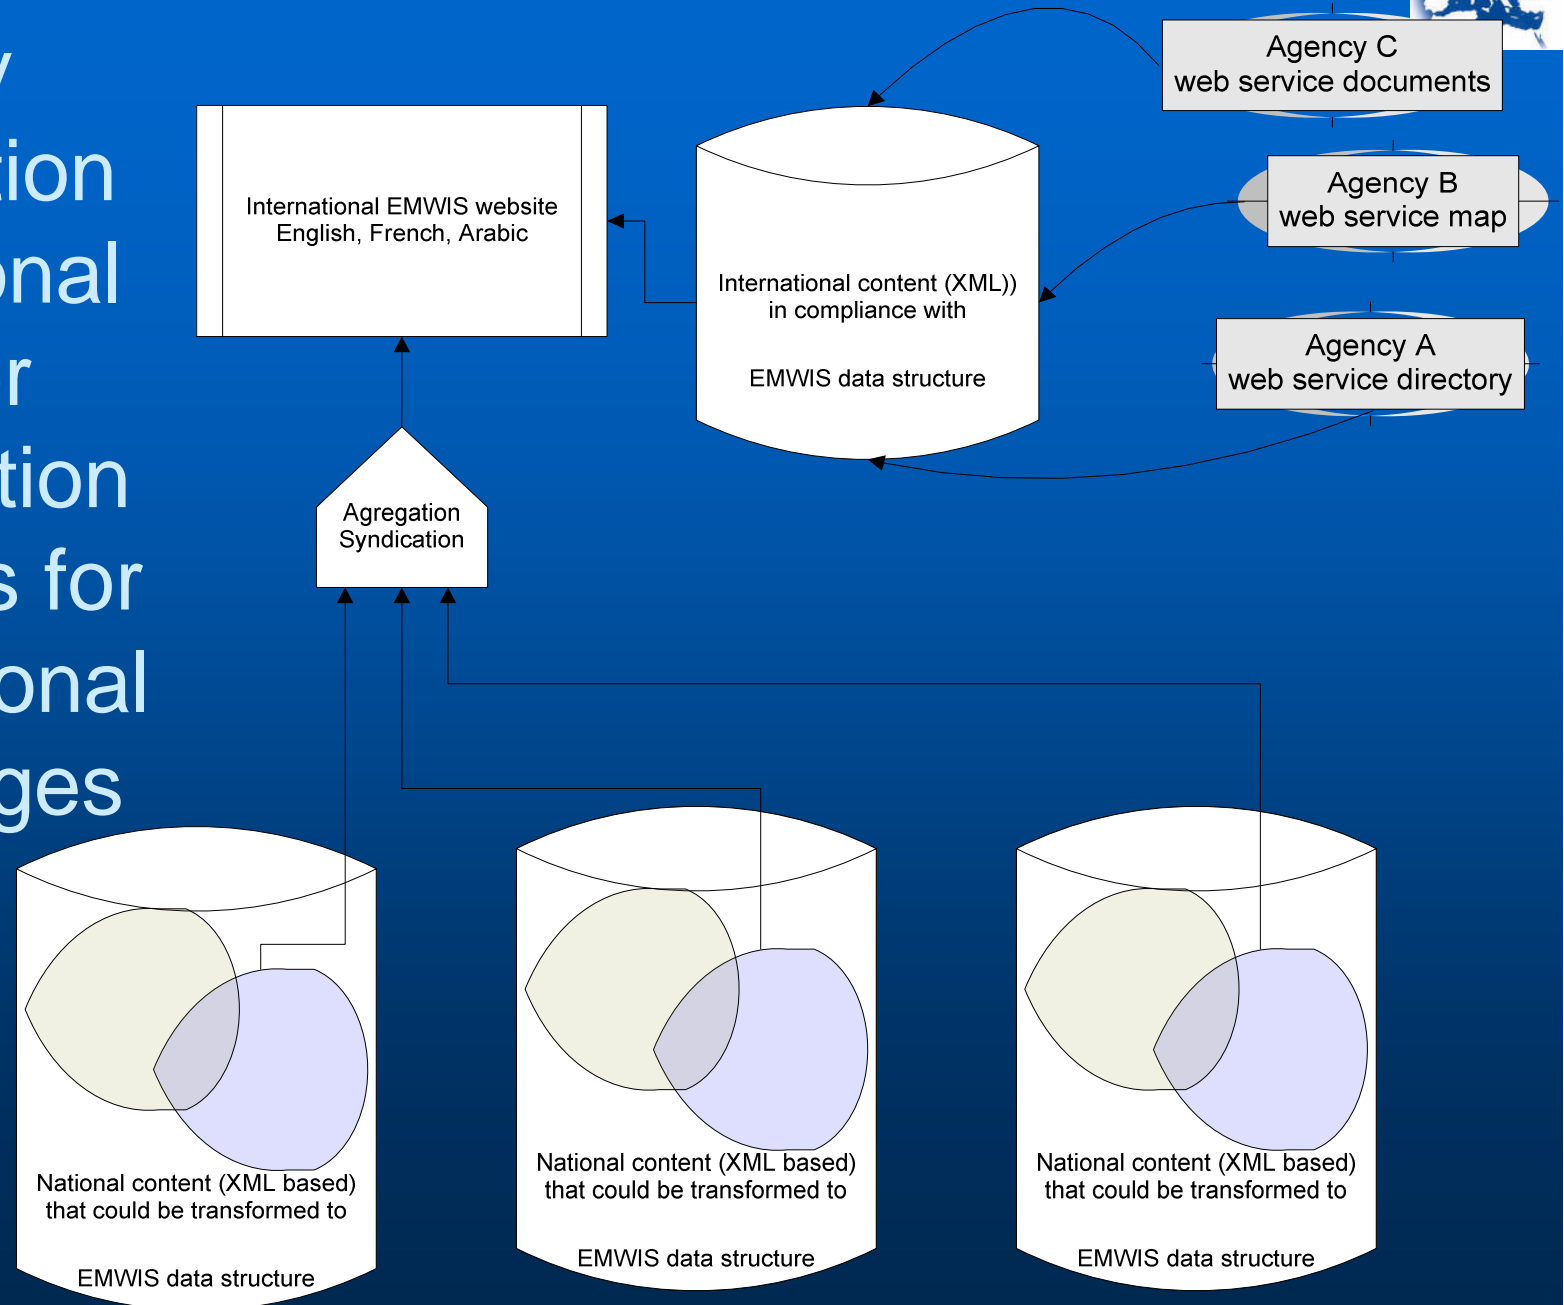 y
tion
onal
r
tion
s for
onal
ges
International EMWIS website
English, French, Arabic
International content (XML))
in compliance with
EMWIS data structure
Agency C
web service documents
Agency B
web service map
Agency A
web service directory
Agregation
Syndication
National content (XML based)
that could be transformed to
EMWIS data structure
National content (XML based)
that could be transformed to
EMWIS data structure
National content (XML based)
that could be transformed to
EMWIS data structure